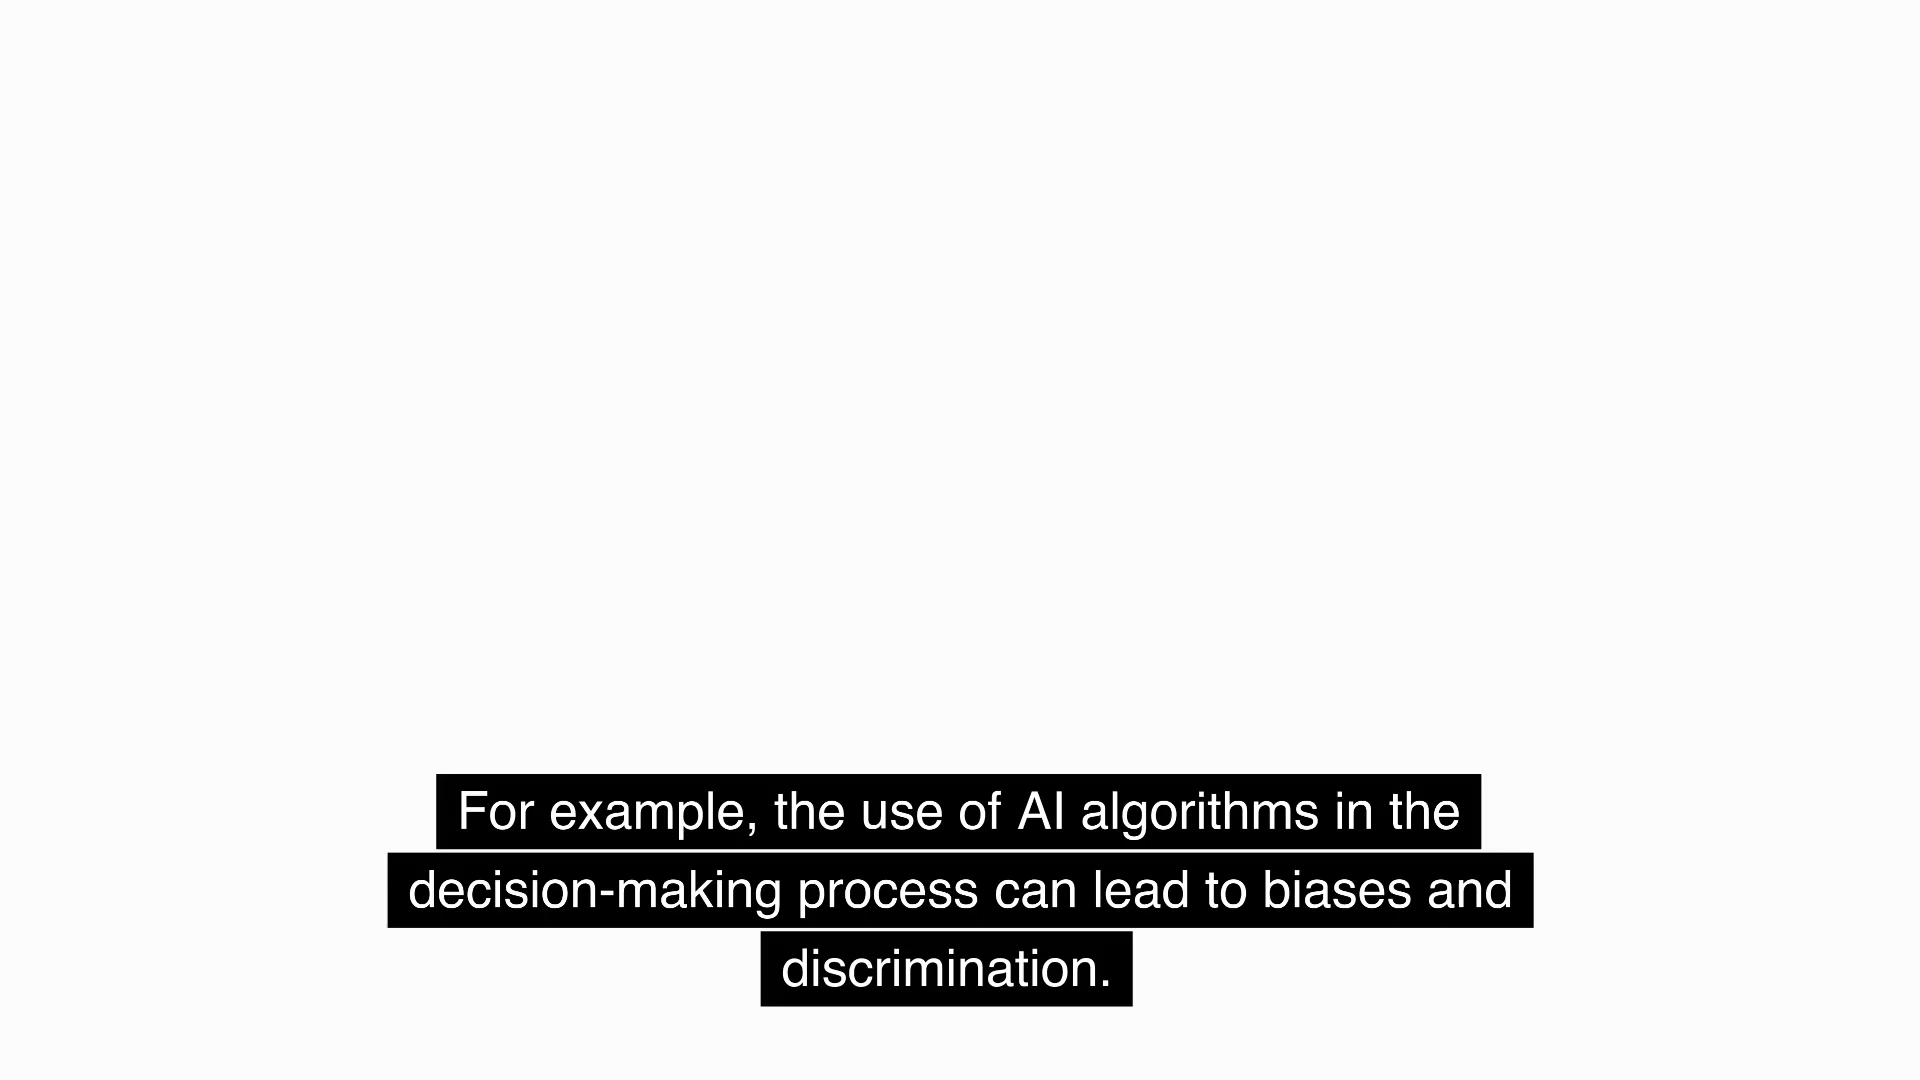 For example, the use of AI algorithms in the
decision-making process can lead to biases and
discrimination.